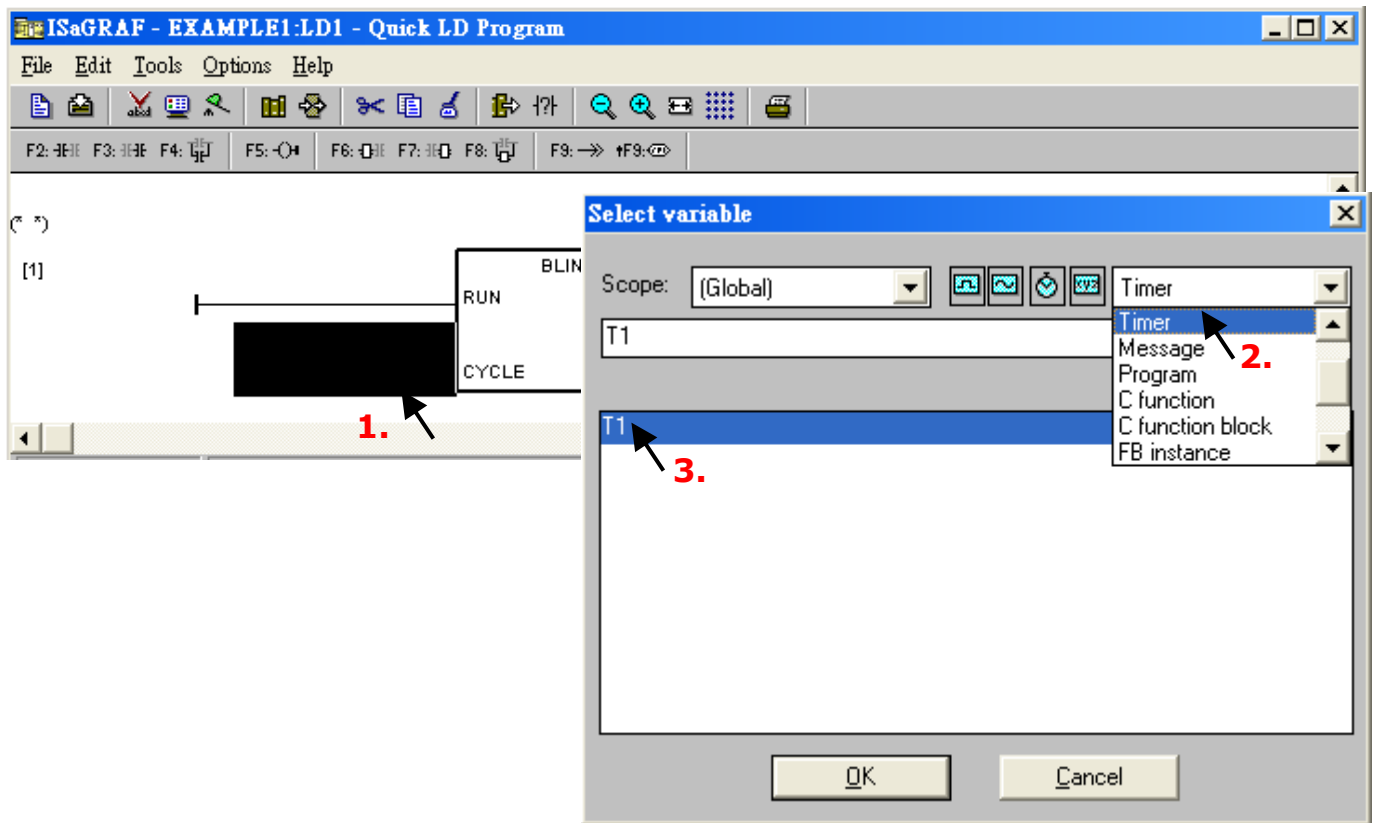 ISaGRAF - EXAMPLE1:LD1 - Quick LD Program
File Edit Tools Options Help
F2: F3: F4: F5: F6: F7: F8: F9: F9:
(* *)
[1]
BLIN
RUN
CYCLE
1.
Select variable
Scope: (Global) xyz Timer
T1
Timer
Message
Program
C function
C function block
FB instance
2.
T1
3.
OK Cancel